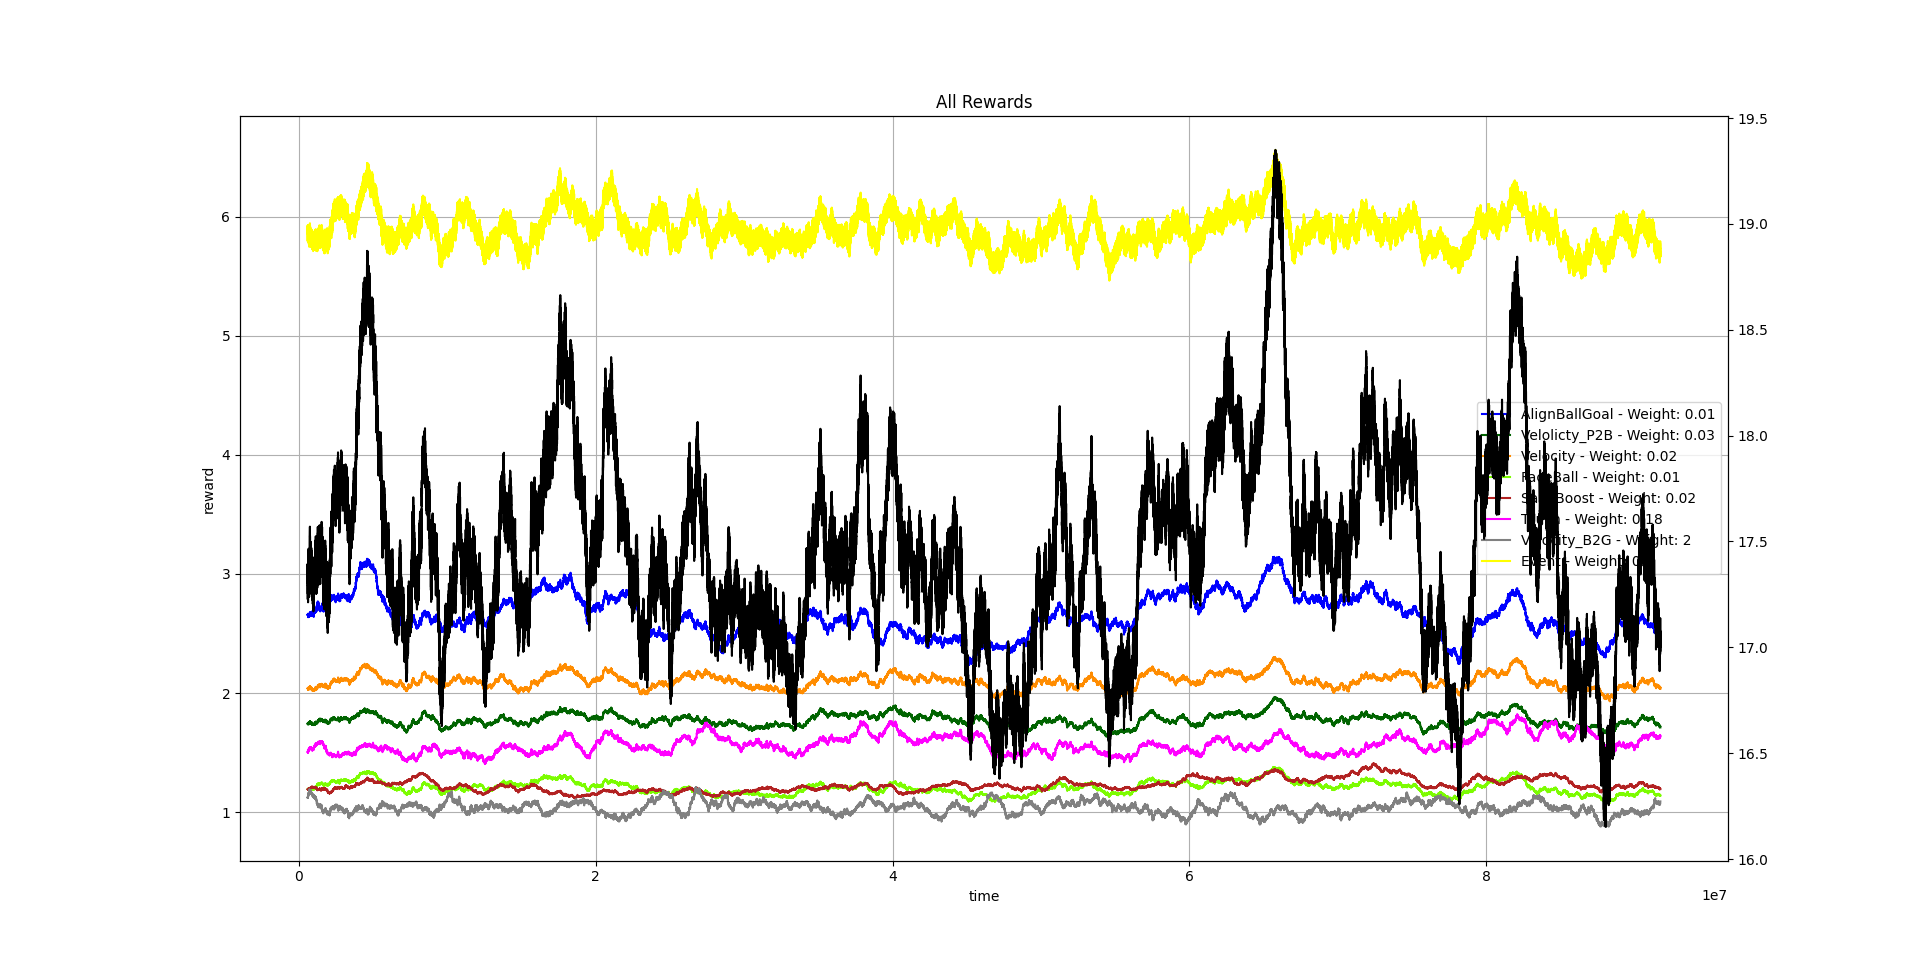 All Rewards
reward
6
5
4
3
2
1
19.5
19.0
18.5
18.0
17.5
17.0
16.5
16.0
AlignBallGoal - Weight: 0.01
Velolicty_P2B - Weight: 0.03
Velocity - Weight: 0.02
FaceBall - Weight: 0.01
SaveBoost - Weight: 0.02
- Weight: 0.18
Velocity_B2G - Weight: 2
Event - Weight:
0
2
4
6
8
time
1e7